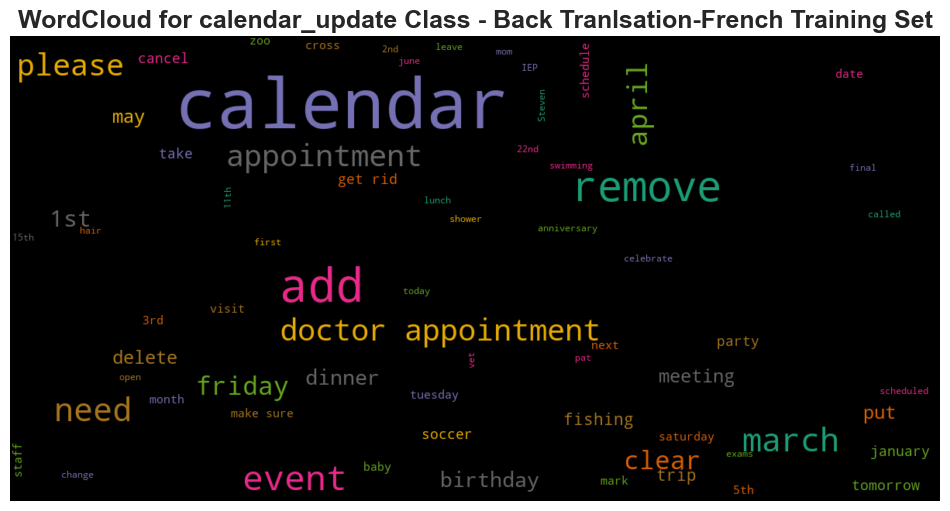 WordCloud for calendar_update Class - Back Tranlsation-French Training Set
zoo
cross
2nd
leave
mom
june
IEP
schedule
please
cancel
april
date
calendar
Steven
may
take
appointment
22nd
swimming
final
get rid
remove
11th
lunch
called
1st
shower
hair
anniversary
15th
first
celebrate
add
today
visit
3rd
doctor appointment
next
party
delete
vet
pat
open
dinner
meeting
friday
tuesday
scheduled
month
need
make sure
fishing
put
soccer
saturday
march
staff
january
baby
clear
exams
change
event
birthday
mark
trip
5th
tomorrow